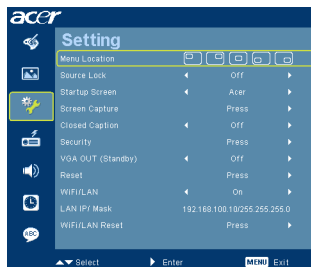 acer
Setting
Menu Location
Source Lock Off
Startup Screen Acer
Screen Capture Press
Closed Caption Off
Security Press
VGA OUT (Standby) Off
Reset Press
WiFi/LAN On
LAN IP/ Mask 192.168.100.10/255.255.255.0
WiFi/LAN Reset Press
ABC
Select Enter MENU Exit